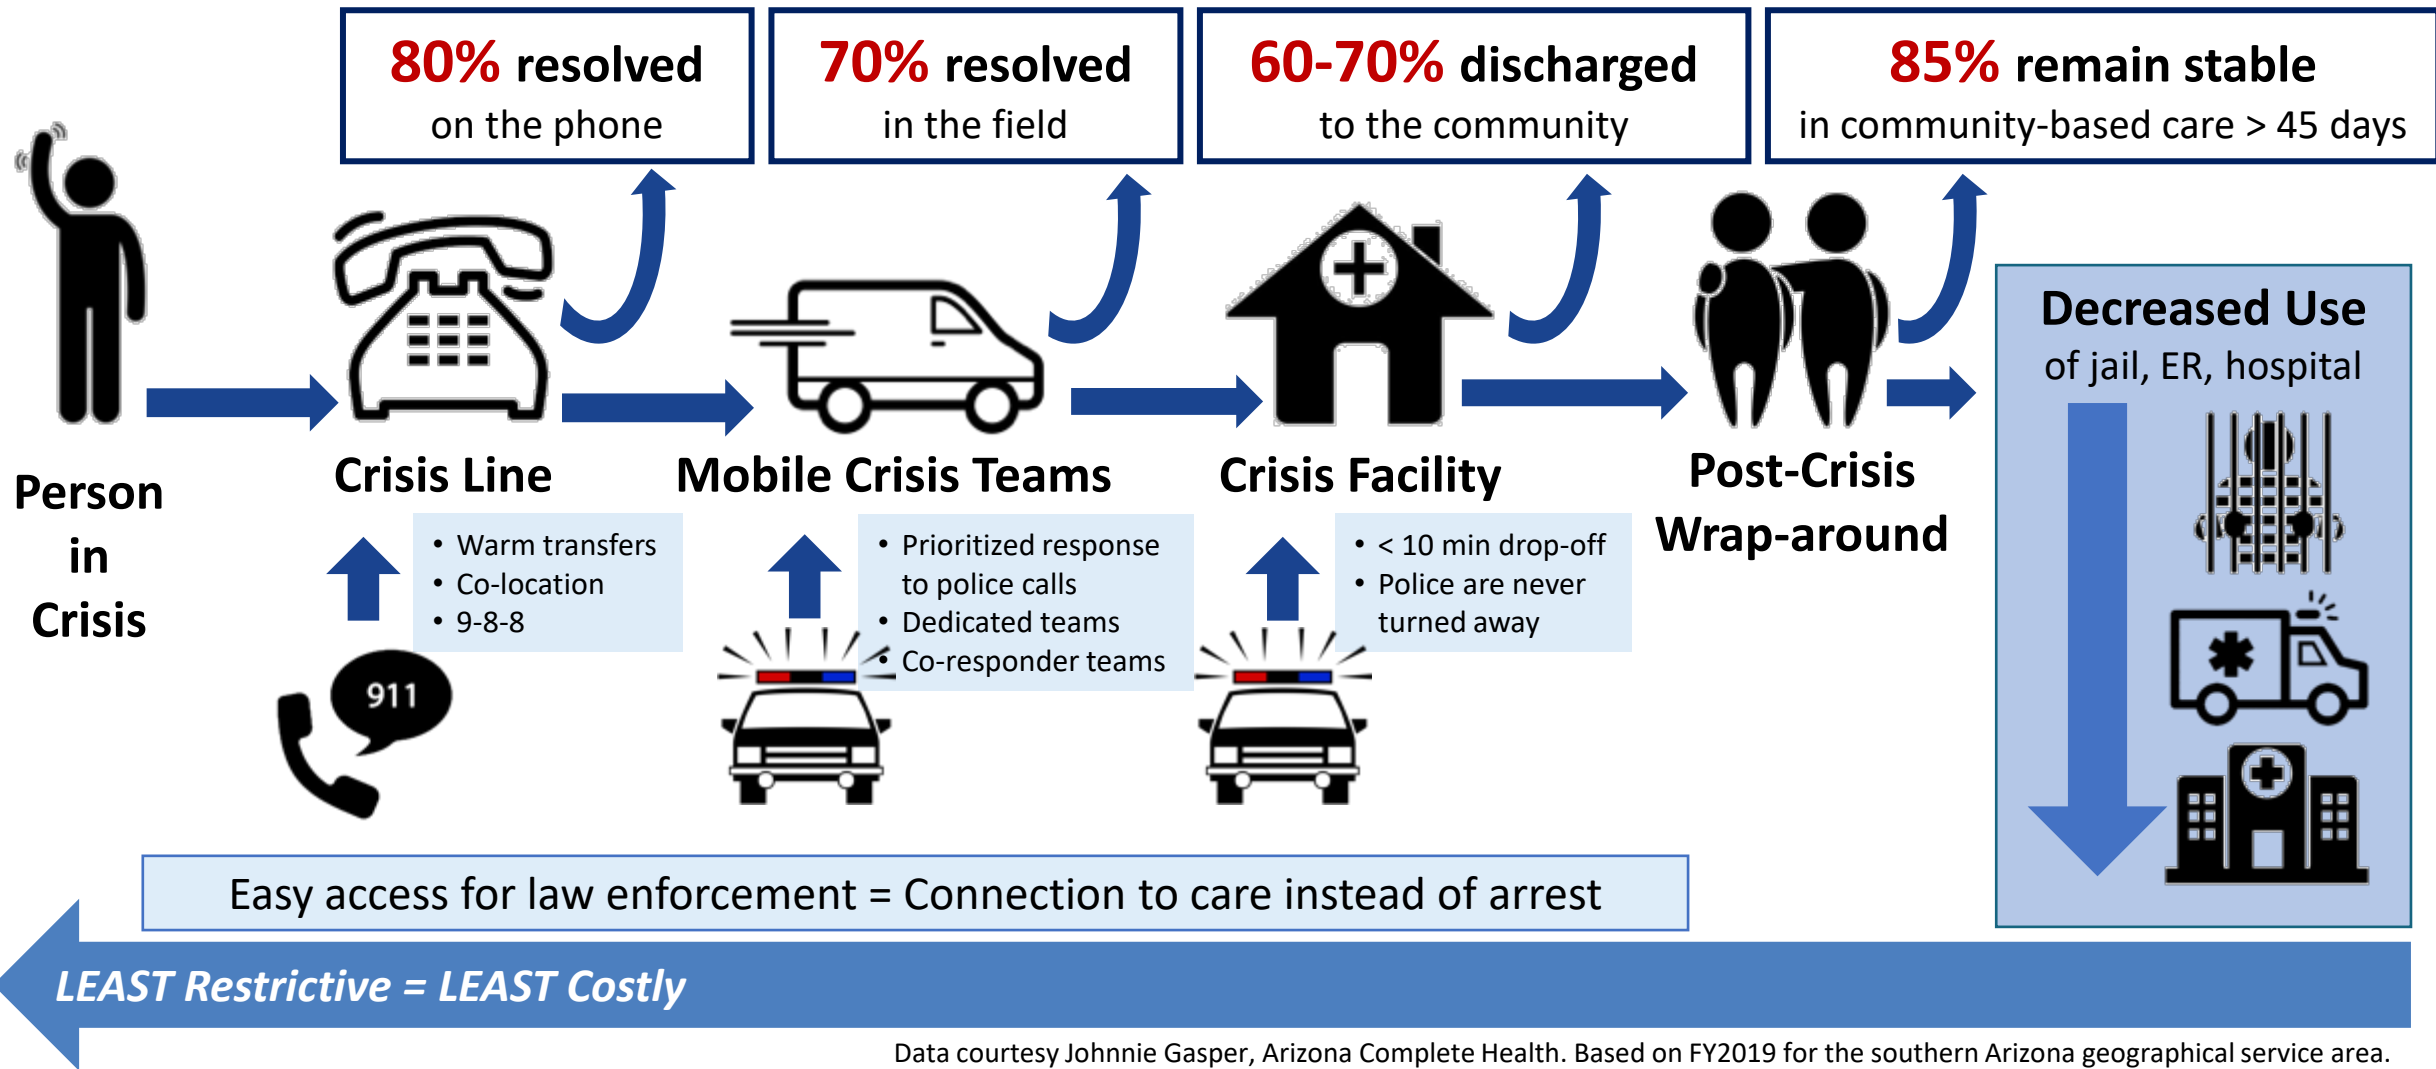 80% resolved
on the phone
70% resolved
in the field
60-70% discharged
to the community
85% remain stable
in community-based care > 45 days
Person
in
Crisis
Crisis Line
Mobile Crisis Teams
Crisis Facility
Post-Crisis
Wrap-around
Decreased Use
of jail, ER, hospital
• Warm transfers
• Co-location
• 9-8-8
• Prioritized response
to police calls
• Dedicated teams
• Co-responder teams
• < 10 min drop-off
• Police are never
turned away
911
Easy access for law enforcement = Connection to care instead of arrest
LEAST Restrictive = LEAST Costly
Data courtesy Johnnie Gasper, Arizona Complete Health. Based on FY2019 for the southern Arizona geographical service area.